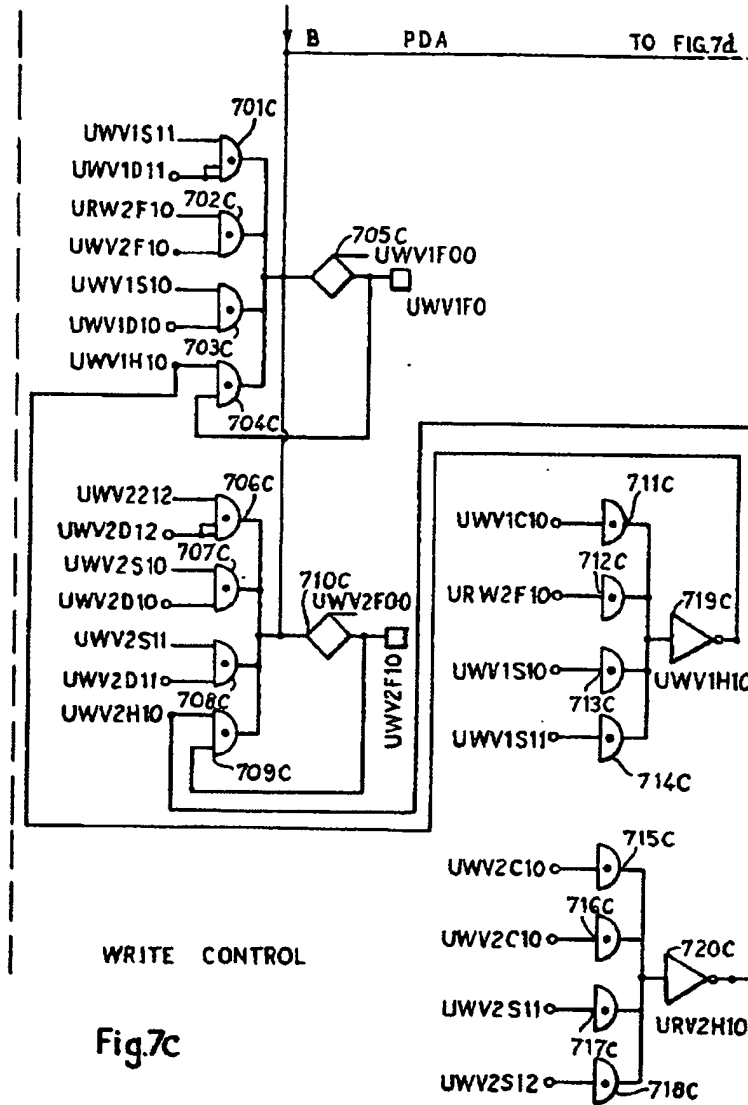 B PDA TO FIG.7d
701C
UWV1S11
UWV1D11
702C
URW2F10
UWV2F10
705C
UWV1F00
UWV1F0
UWV1S10
UWV1D10
703C
UWV1H10
704C
706C
UWV2212
UWV2D12
707C
UWV2S10
UWV2D10
710C
UWV2F00
UWV2F10
UWV2S11
UWV2D11
708C
UWV2H10
709C
711C
UWV1C10
712C
URW2F10
719C
UWV1H10
UWV1S10
713C
UWV1S11
714C
715C
UWV2C10
716C
UWV2C10
720C
URV2H10
UWV2S11
717C
UWV2S12
718C
WRITE CONTROL
Fig.7c